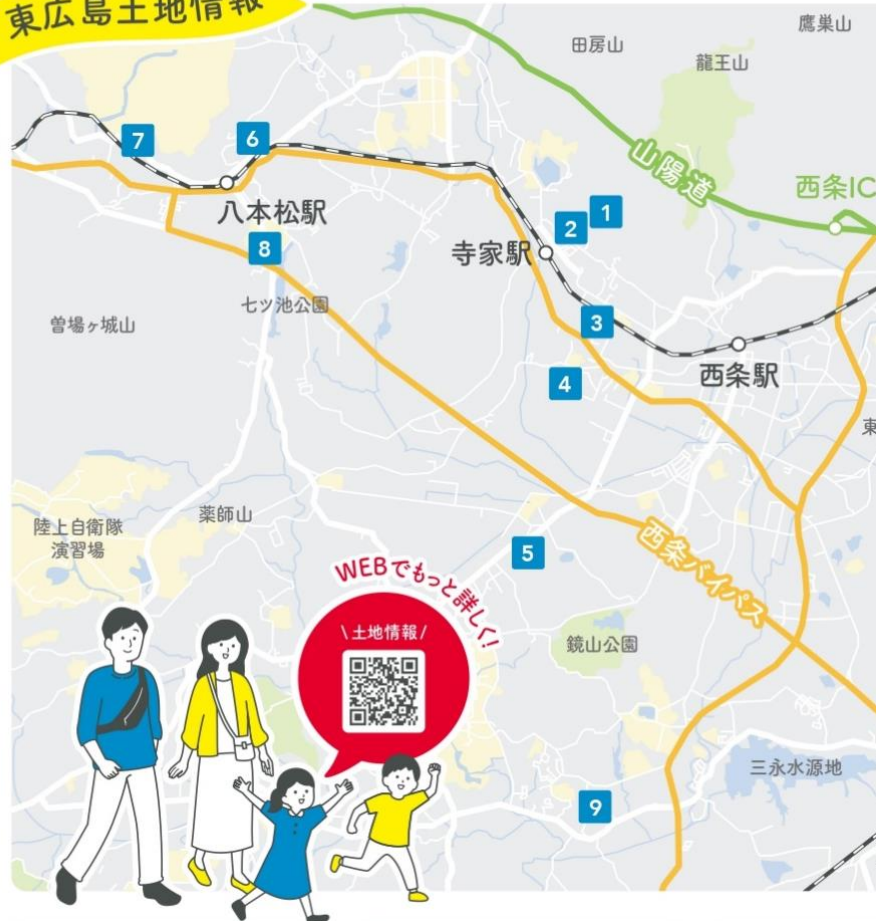 東広島土地情報
鷹巣山
田房山
龍王山
山陽道
西条IC
7
6
八本松駅
1
2
寺家駅
8
七ツ池公園
曽場ヶ城山
3
西条駅
4
東
陸上自衛隊
演習場
薬師山
5
西条バイパス
WEBでもっと詳しく!
\ 土地情報 /
鏡山公園
三永水源地
9